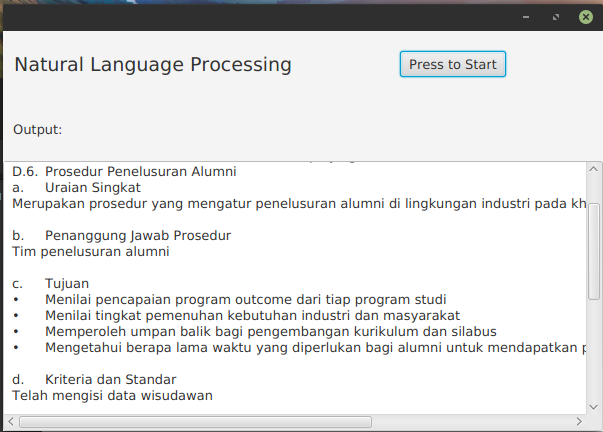 Natural Language Processing
Press to Start
Output:
D.6. Prosedur Penelusuran Alumni
a. Uraian Singkat
Merupakan prosedur yang mengatur penelusuran alumni di lingkungan industri pada kh
b. Penanggung Jawab Prosedur
Tim penelusuran alumni
c. Tujuan
• Menilai pencapaian program outcome dari tiap program studi
• Menilai tingkat pemenuhan kebutuhan industri dan masyarakat
• Memperoleh umpan balik bagi pengembangan kurikulum dan silabus
• Mengetahui berapa lama waktu yang diperlukan bagi alumni untuk mendapatkan p
d. Kriteria dan Standar
Telah mengisi data wisudawan